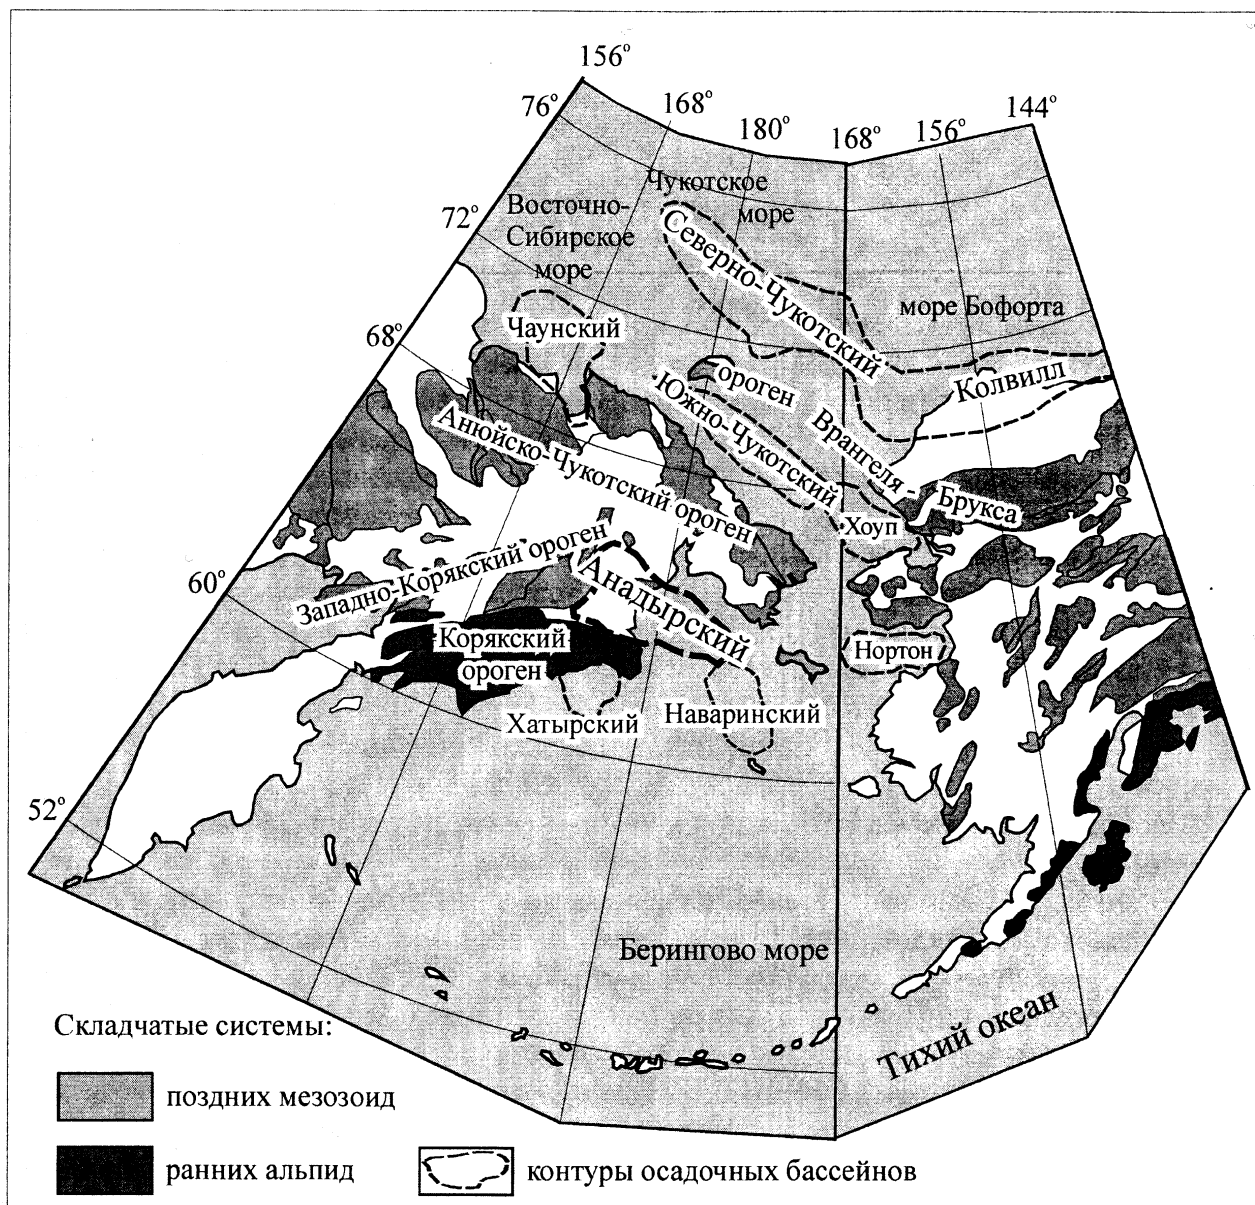 156°
76°
168°
180°
168°
156°
144°
Чукотское
море
Восточно-
Сибирское
море
72°
Северно-Чукотский
море Бофорта
68°
Чаунский
ороген
Врангеля -
Брукса
Колвилл
Южно-Чукотский
Анюйско-Чукотский ороген
Хоуп
Западно-Корякский ороген
60°
Анадырский
Корякский
ороген
Нортон
Хатырский
Наваринский
52°
Берингово море
Тихий океан
Складчатые системы:
поздних мезозоид
ранних альпид
контуры осадочных бассейнов